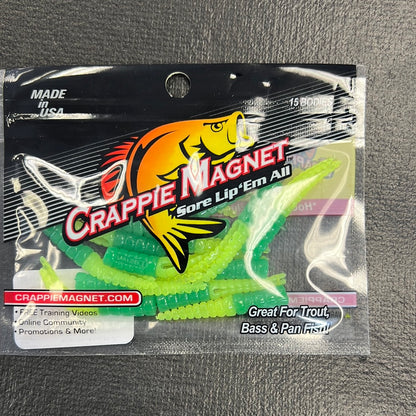 MADE
in
USA
15 BODIES
CRAPPIE MAGNET
Sore Lip 'Em All
CRAPPIEMAGNET.COM
• FREE Training Videos
• Online Community
• Promotions & More!
Great For Trout,
Bass & Pan Fish!